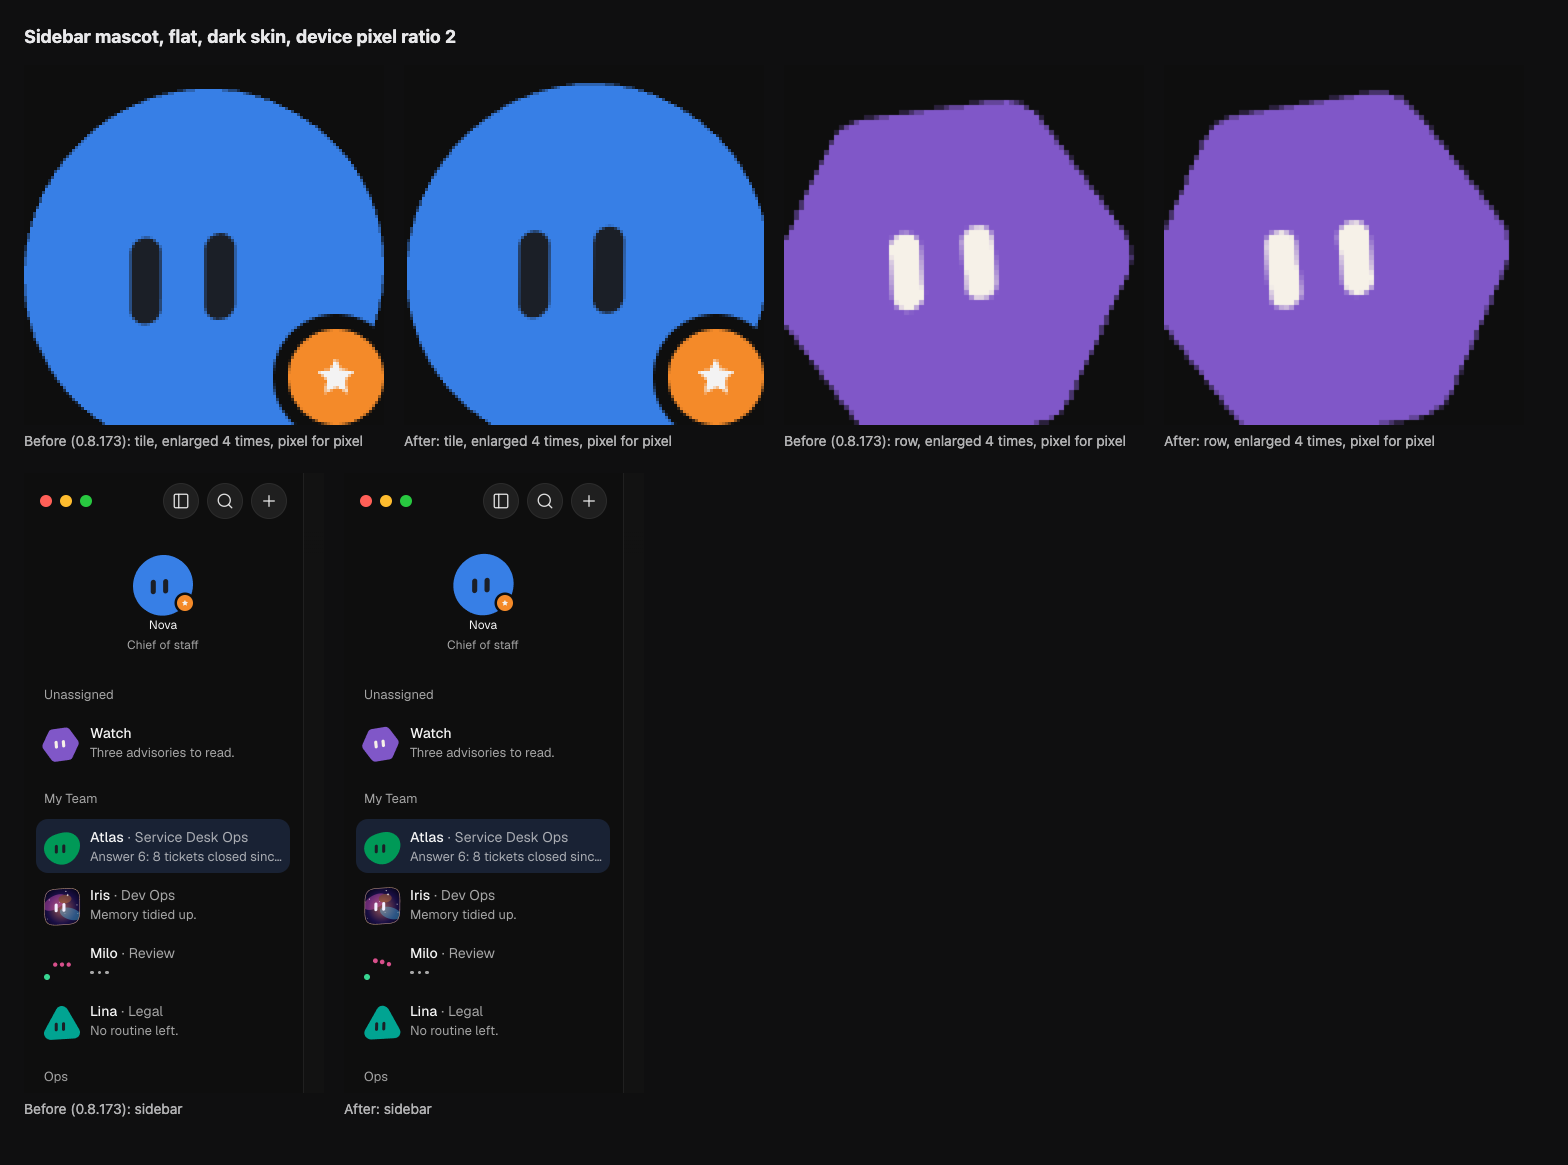 Sidebar mascot, flat, dark skin, device pixel ratio 2
Before (0.8.173): tile, enlarged 4 times, pixel for pixel
After: tile, enlarged 4 times, pixel for pixel
Before (0.8.173): row, enlarged 4 times, pixel for pixel
After: row, enlarged 4 times, pixel for pixel
Nova
Chief of staff
Unassigned
Watch
Three advisories to read.
My Team
Atlas · Service Desk Ops
Answer 6: 8 tickets closed sinc...
Iris · Dev Ops
Memory tidied up.
Milo · Review
Lina · Legal
No routine left.
Ops
Before (0.8.173): sidebar
Nova
Chief of staff
Unassigned
Watch
Three advisories to read.
My Team
Atlas · Service Desk Ops
Answer 6: 8 tickets closed sinc...
Iris · Dev Ops
Memory tidied up.
Milo · Review
Lina · Legal
No routine left.
Ops
After: sidebar